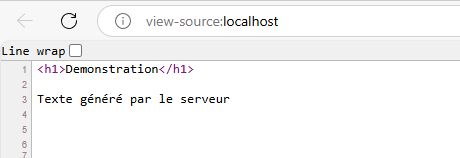 view-source:localhost
Line wrap
1 <h1>Demonstration</h1>
2
3 Texte généré par le serveur
4
5
6
7